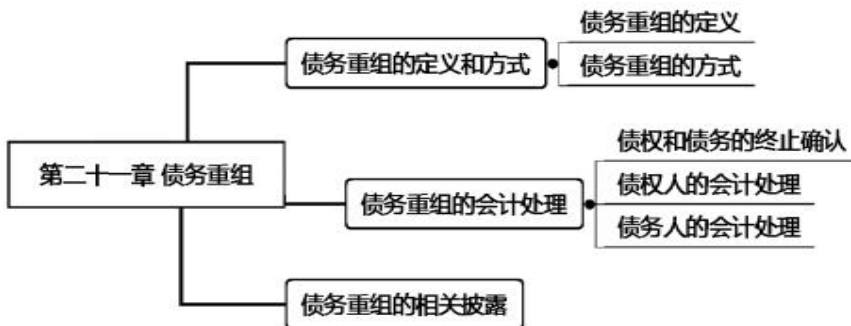 第二十一章 债务重组
债务重组的定义和方式
债务重组的定义
债务重组的方式
债务重组的会计处理
债权和债务的终止确认
债权人的会计处理
债务人的会计处理
债务重组的相关披露